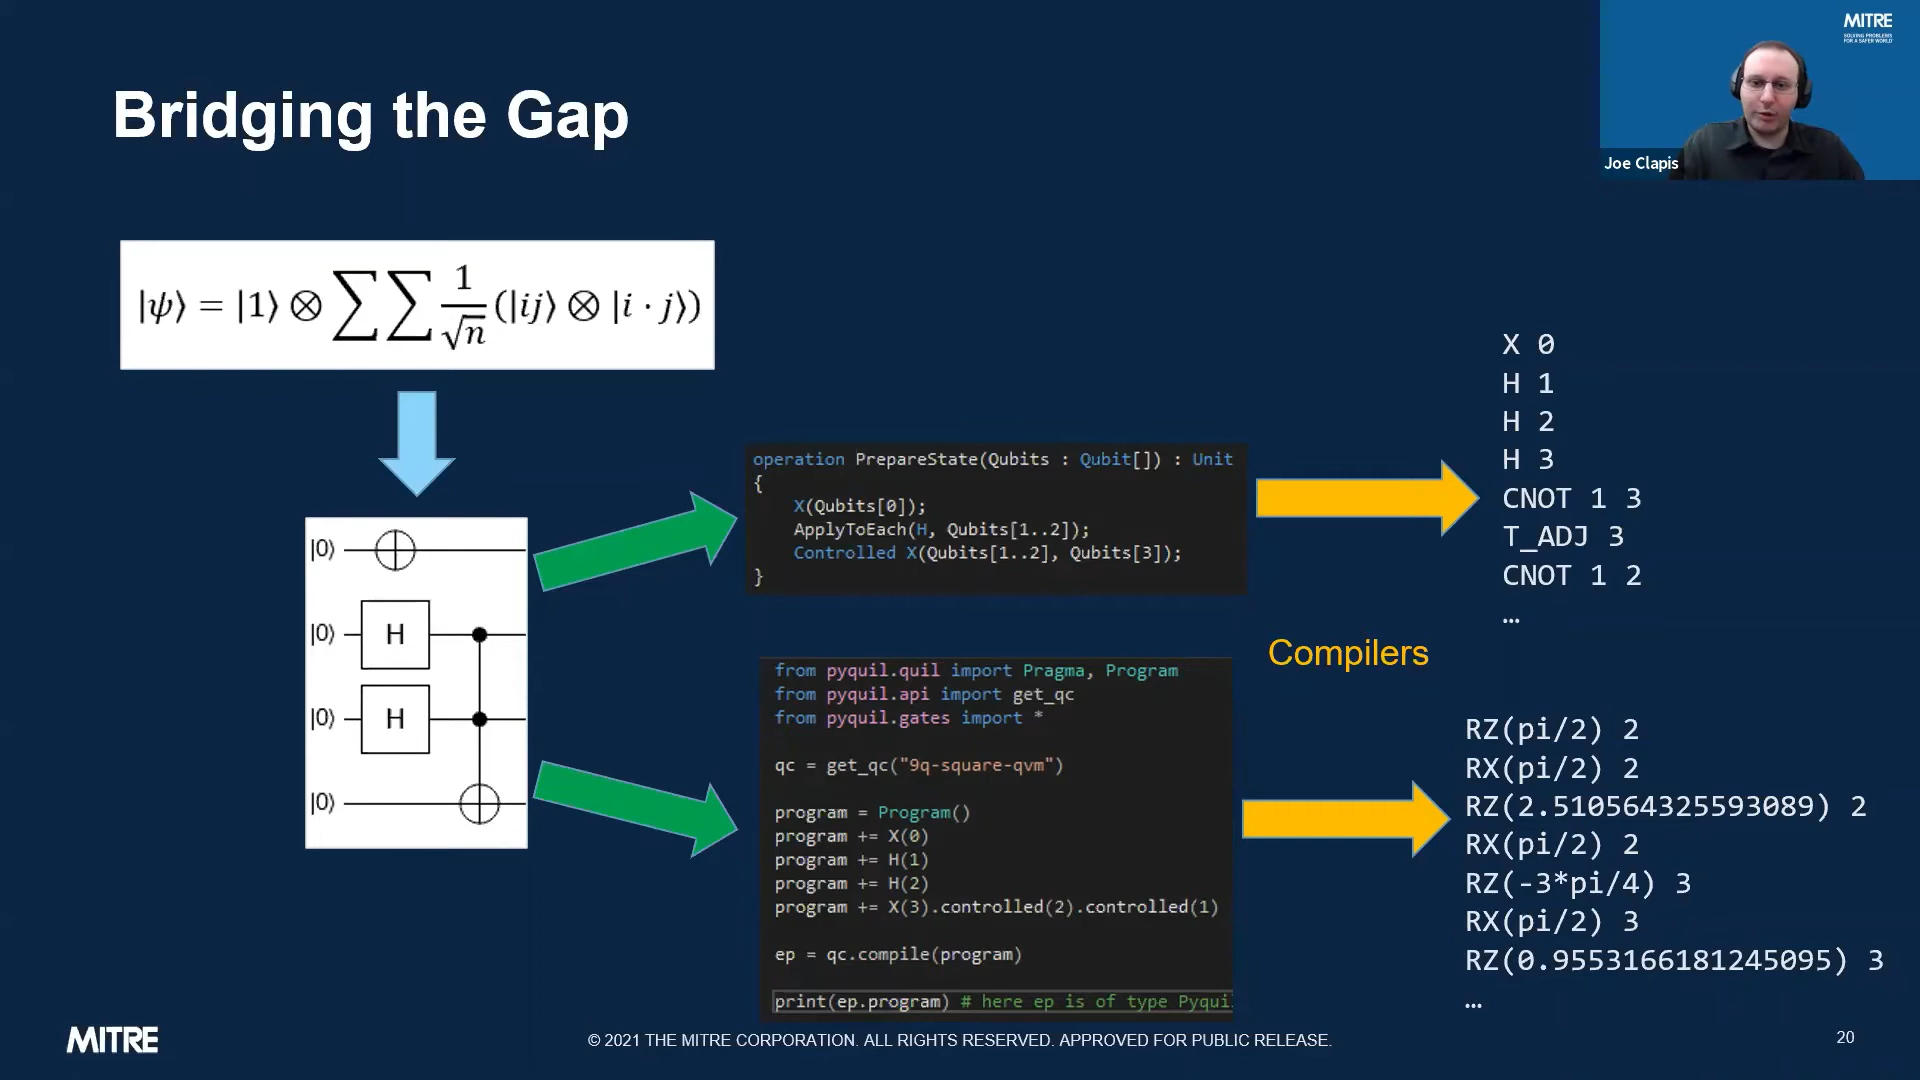 MITRE
SOLVING PROBLEMS
FOR A SAFER WORLD
Joe Clapis
Bridging the Gap
|ψ⟩ = |1⟩ ⊗ ∑ ∑ 1/√n (|ij⟩ ⊗ |i · j⟩)
|0⟩
|0⟩ H
|0⟩ H
|0⟩
operation PrepareState(Qubits : Qubit[]) : Unit
{
X(Qubits[0]);
ApplyToEach(H, Qubits[1..2]);
Controlled X(Qubits[1..2], Qubits[3]);
}
X 0
H 1
H 2
H 3
CNOT 1 3
T_ADJ 3
CNOT 1 2
…
Compilers
from pyquil.quil import Pragma, Program
from pyquil.api import get_qc
from pyquil.gates import *
qc = get_qc("9q-square-qvm")
program = Program()
program += X(0)
program += H(1)
program += H(2)
program += X(3).controlled(2).controlled(1)
ep = qc.compile(program)
print(ep.program) # here ep is of type Pyqui
RZ(pi/2) 2
RX(pi/2) 2
RZ(2.510564325593089) 2
RX(pi/2) 2
RZ(-3*pi/4) 3
RX(pi/2) 3
RZ(0.9553166181245095) 3
…
MITRE
© 2021 THE MITRE CORPORATION. ALL RIGHTS RESERVED. APPROVED FOR PUBLIC RELEASE.
20